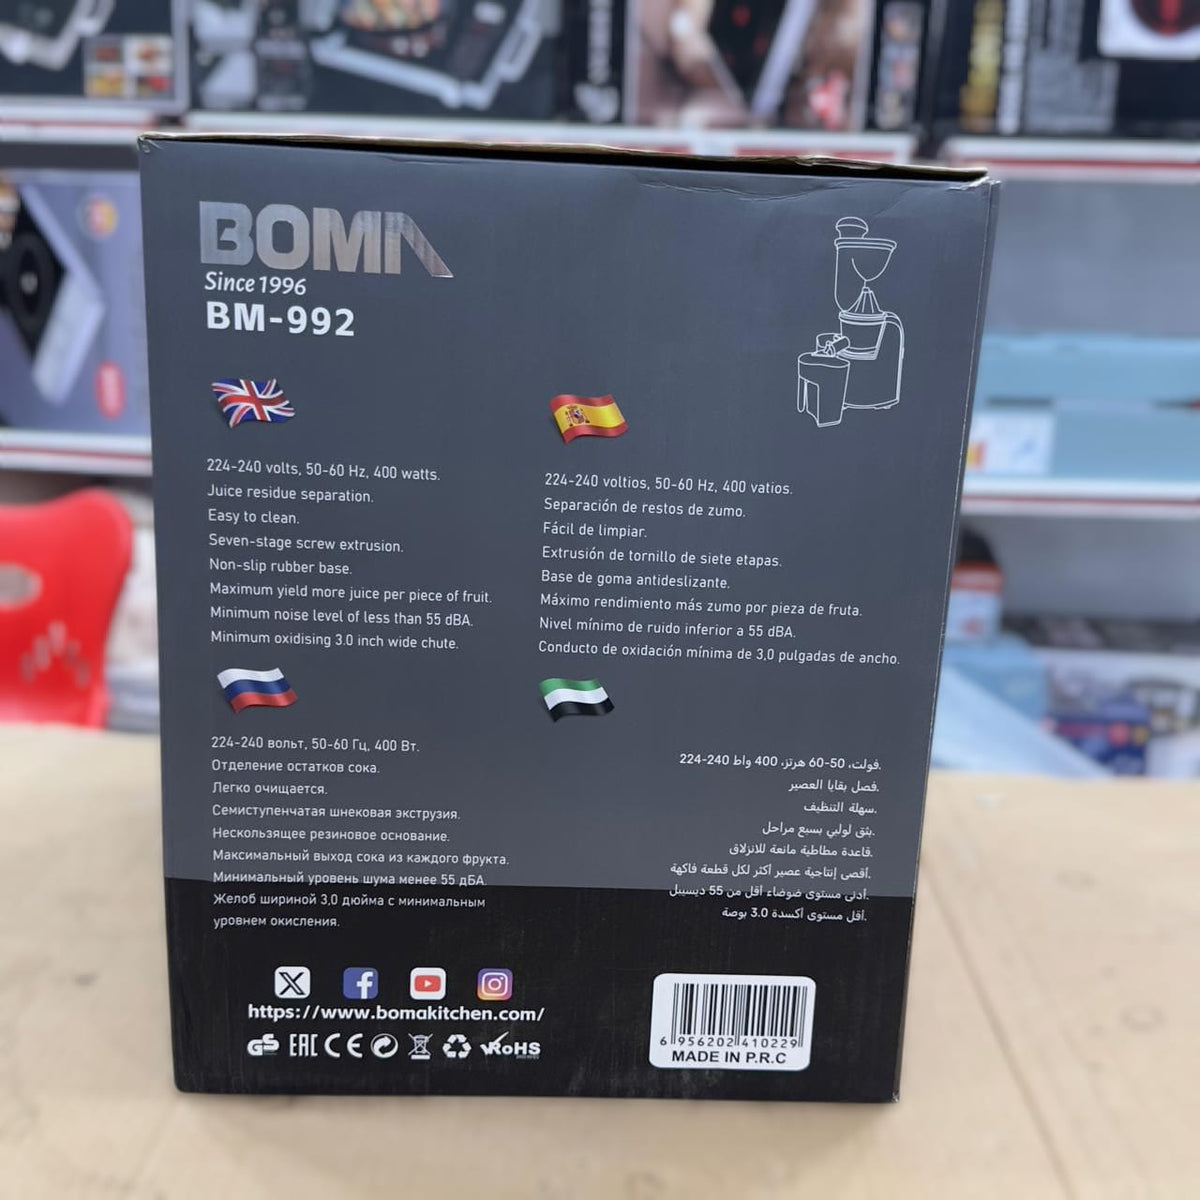 BOMA
Since 1996
BM-992
224-240 volts, 50-60 Hz, 400 watts.
Juice residue separation.
Easy to clean.
Seven-stage screw extrusion.
Non-slip rubber base.
Maximum yield more juice per piece of fruit.
Minimum noise level of less than 55 dBA.
Minimum oxidising 3.0 inch wide chute.
224-240 voltios, 50-60 Hz, 400 vatios.
Separación de restos de zumo.
Fácil de limpiar.
Extrusión de tornillo de siete etapas.
Base de goma antideslizante.
Máximo rendimiento más zumo por pieza de fruta.
Nivel mínimo de ruido inferior a 55 dBA.
Conducto de oxidación mínima de 3,0 pulgadas de ancho.
224-240 вольт, 50-60 Гц, 400 Вт.
Отделение остатков сока.
Легко очищается.
Семиступенчатая шнековая экструзия.
Нескользящее резиновое основание.
Максимальный выход сока из каждого фрукта.
Минимальный уровень шума менее 55 дБА.
Желоб шириной 3,0 дюйма с минимальным
уровнем окисления.
.فولت، 50-60 هرتز، 400 واط 240-224
.فصل بقايا العصير
.سهلة التنظيف
.بثق لولبي بسبع مراحل
.قاعدة مطاطية مانعة للانزلاق
.أقصى إنتاجية عصير أكثر لكل قطعة فاكهة
.أدنى مستوى ضوضاء أقل من 55 ديسيبل
.أقل مستوى أكسدة 3.0 بوصة
https://www.bomakitchen.com/
GS EAC CE RoHS
6 956202 410229
MADE IN P.R.C